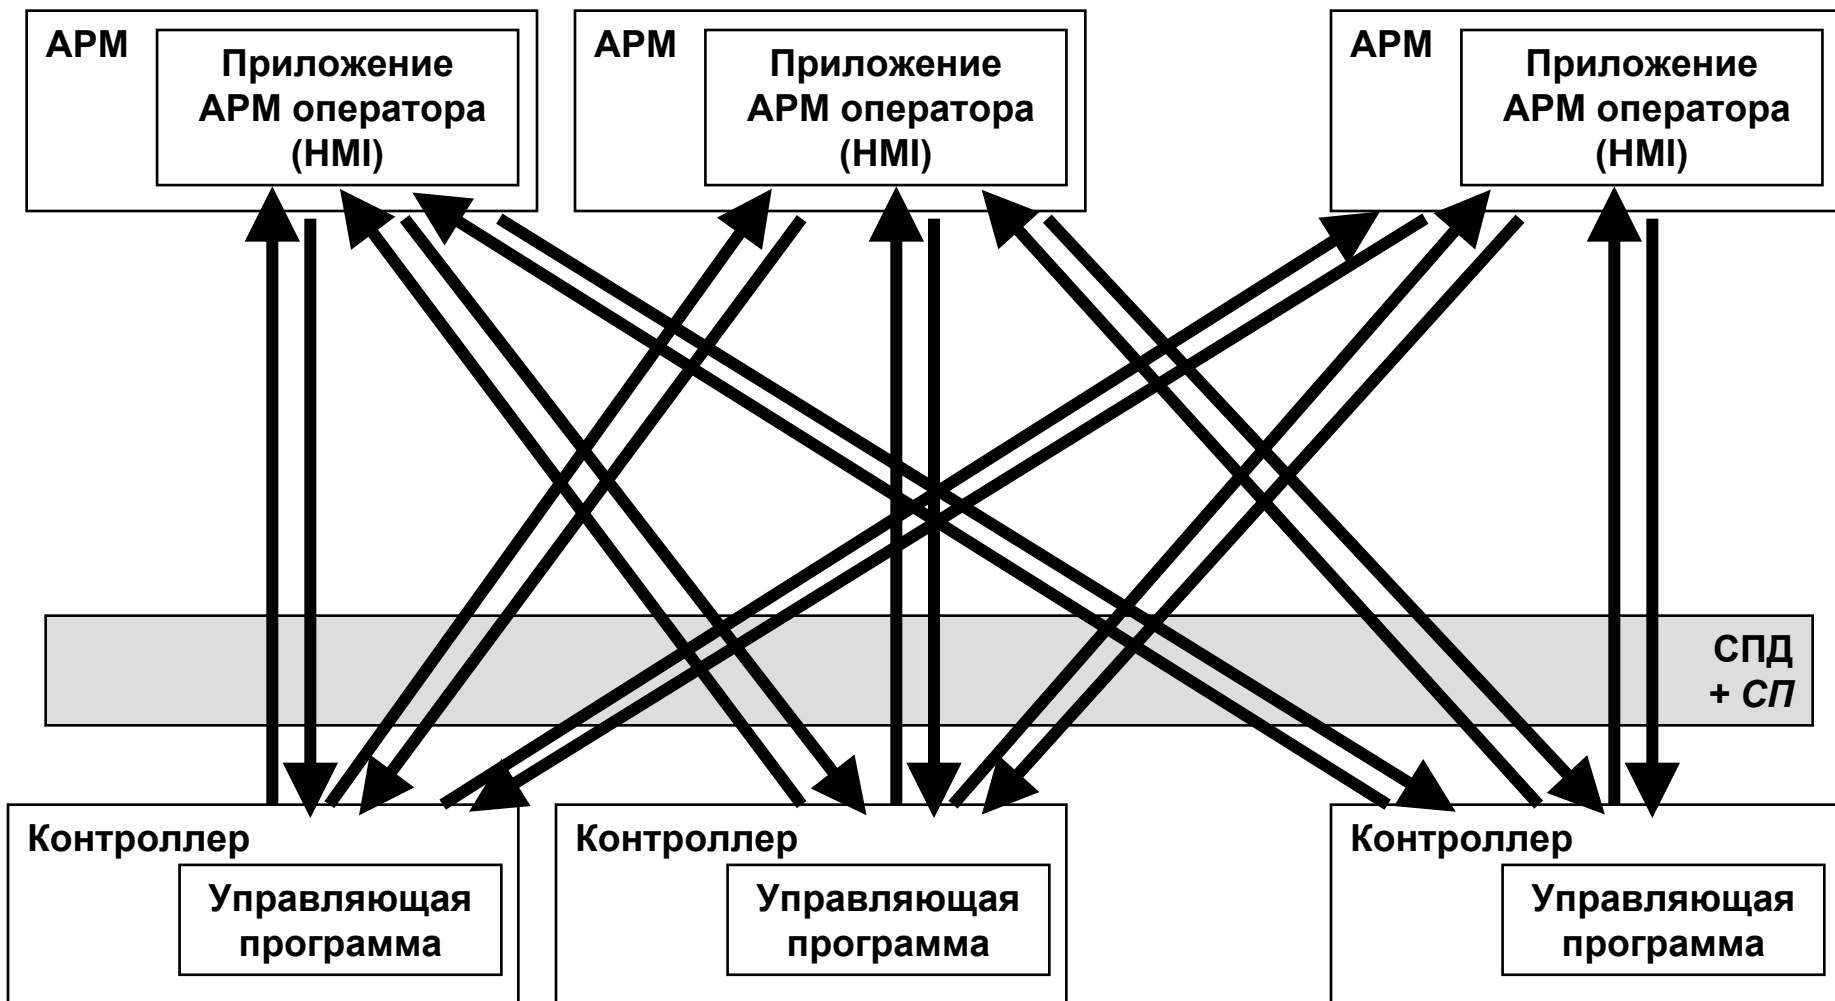 АРМ
Приложение
АРМ оператора
(HMI)
АРМ
Приложение
АРМ оператора
(HMI)
АРМ
Приложение
АРМ оператора
(HMI)
СПД
+ СП
Контроллер
Управляющая
программа
Контроллер
Управляющая
программа
Контроллер
Управляющая
программа